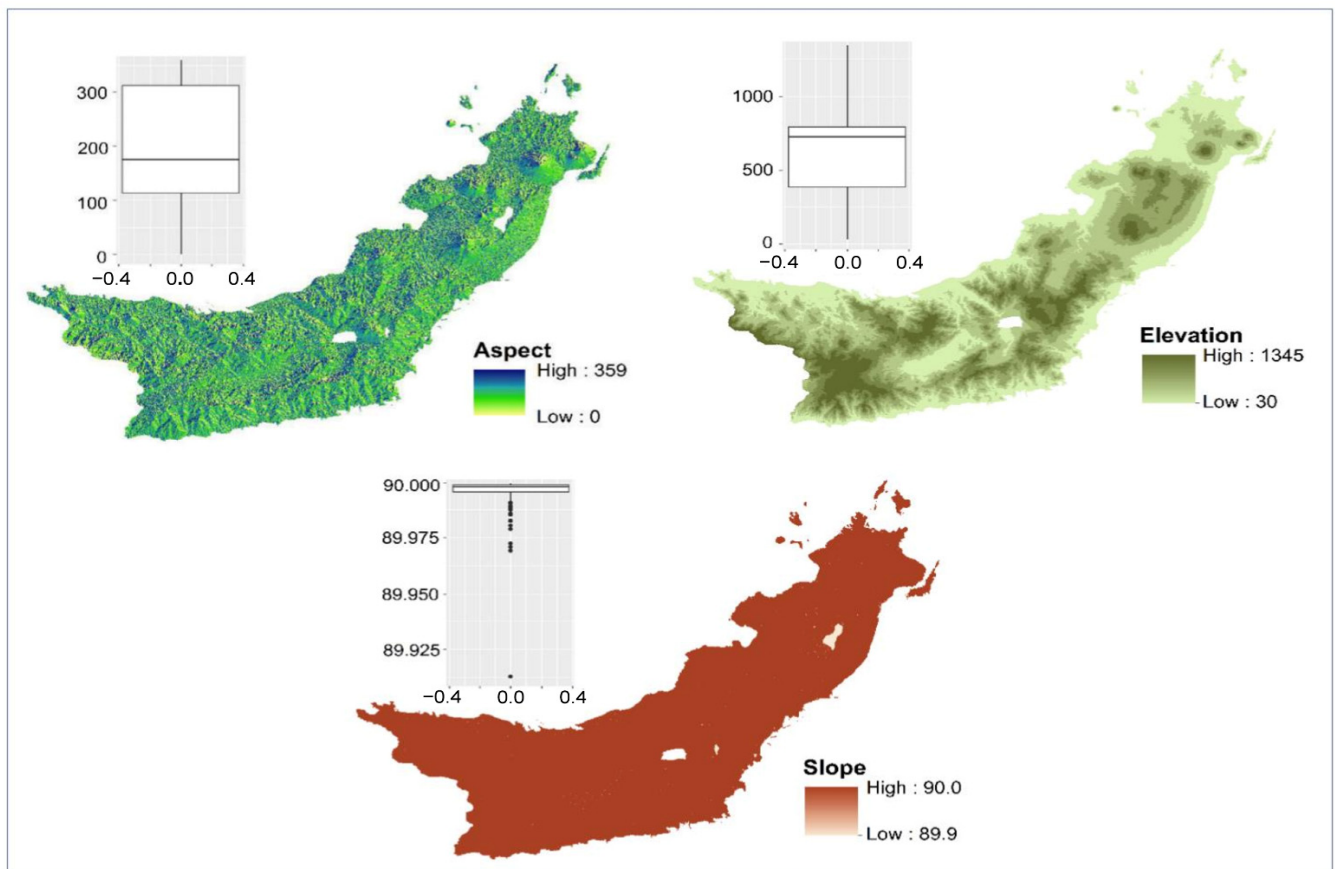 300
200
100
0
−0.4 0.0 0.4
Aspect
High : 359
Low : 0
1000
500
0
−0.4 0.0 0.4
Elevation
High : 1345
Low : 30
90.000
89.975
89.950
89.925
−0.4 0.0 0.4
Slope
High : 90.0
Low : 89.9